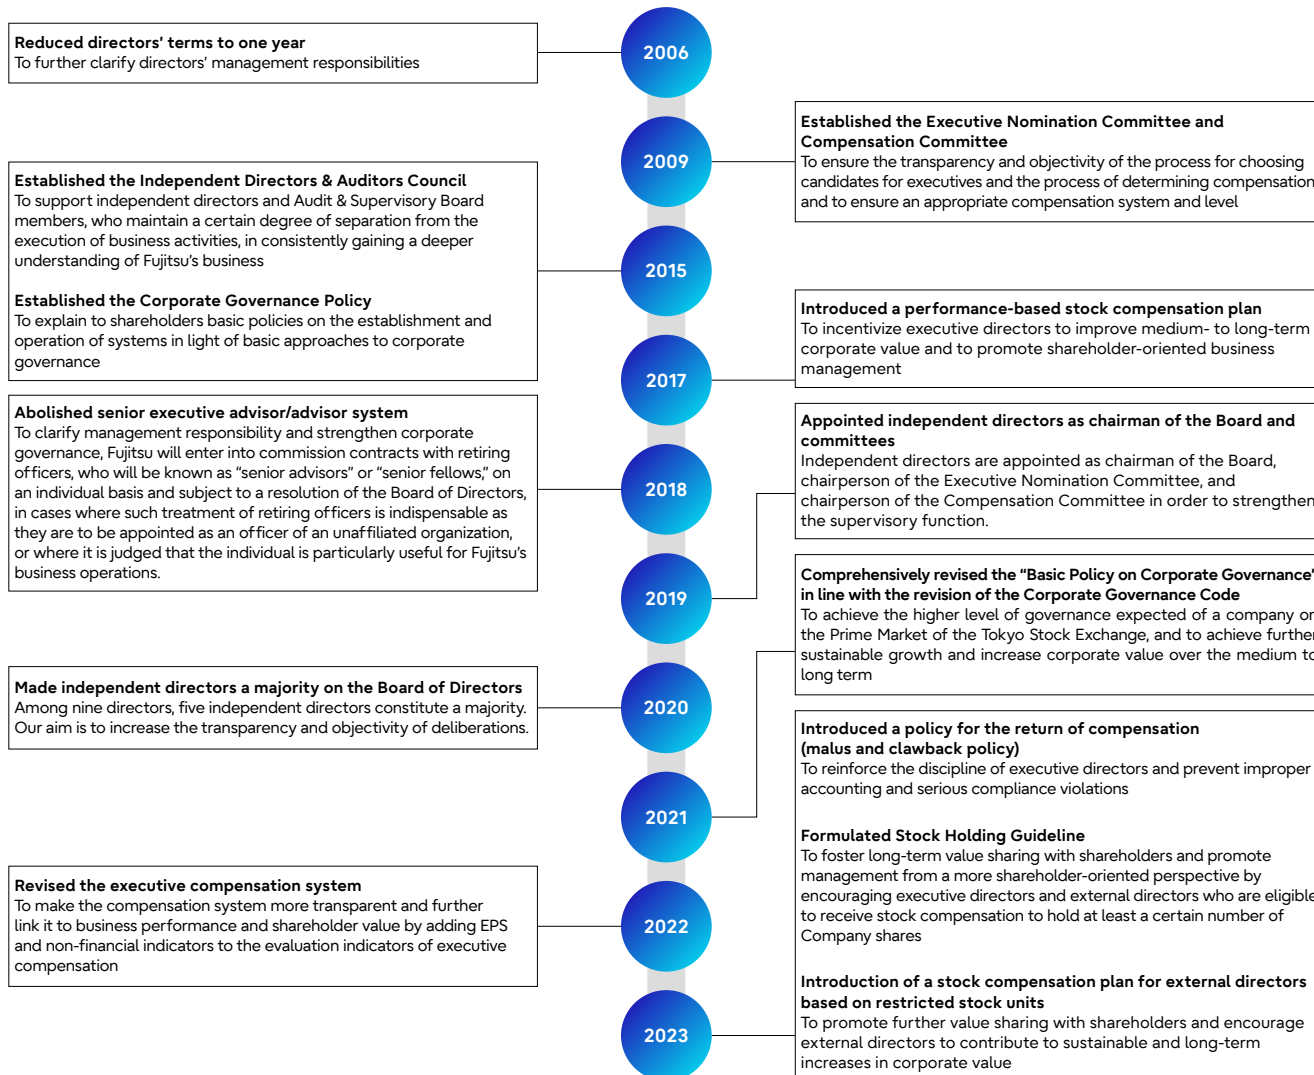 2006
Reduced directors’ terms to one year
To further clarify directors’ management responsibilities
2009
Established the Executive Nomination Committee and
Compensation Committee
To ensure the transparency and objectivity of the process for choosing
candidates for executives and the process of determining compensation
and to ensure an appropriate compensation system and level
2015
Established the Independent Directors & Auditors Council
To support independent directors and Audit & Supervisory Board
members, who maintain a certain degree of separation from the
execution of business activities, in consistently gaining a deeper
understanding of Fujitsu’s business
Established the Corporate Governance Policy
To explain to shareholders basic policies on the establishment and
operation of systems in light of basic approaches to corporate
governance
2017
Introduced a performance-based stock compensation plan
To incentivize executive directors to improve medium- to long-term
corporate value and to promote shareholder-oriented business
management
2018
Abolished senior executive advisor/advisor system
To clarify management responsibility and strengthen corporate
governance, Fujitsu will enter into commission contracts with retiring
officers, who will be known as “senior advisors” or “senior fellows,” on
an individual basis and subject to a resolution of the Board of Directors,
in cases where such treatment of retiring officers is indispensable as
they are to be appointed as an officer of an unaffiliated organization,
or where it is judged that the individual is particularly useful for Fujitsu’s
business operations.
2019
Appointed independent directors as chairman of the Board and
committees
Independent directors are appointed as chairman of the Board,
chairperson of the Executive Nomination Committee, and
chairperson of the Compensation Committee in order to strengthen
the supervisory function.
2020
Made independent directors a majority on the Board of Directors
Among nine directors, five independent directors constitute a majority.
Our aim is to increase the transparency and objectivity of deliberations.
2021
Comprehensively revised the “Basic Policy on Corporate Governance”
in line with the revision of the Corporate Governance Code
To achieve the higher level of governance expected of a company on
the Prime Market of the Tokyo Stock Exchange, and to achieve further
sustainable growth and increase corporate value over the medium to
long term
2022
Revised the executive compensation system
To make the compensation system more transparent and further
link it to business performance and shareholder value by adding EPS
and non-financial indicators to the evaluation indicators of executive
compensation
2023
Introduced a policy for the return of compensation
(malus and clawback policy)
To reinforce the discipline of executive directors and prevent improper
accounting and serious compliance violations
Formulated Stock Holding Guideline
To foster long-term value sharing with shareholders and promote
management from a more shareholder-oriented perspective by
encouraging executive directors and external directors who are eligible
to receive stock compensation to hold at least a certain number of
Company shares
Introduction of a stock compensation plan for external directors
based on restricted stock units
To promote further value sharing with shareholders and encourage
external directors to contribute to sustainable and long-term
increases in corporate value